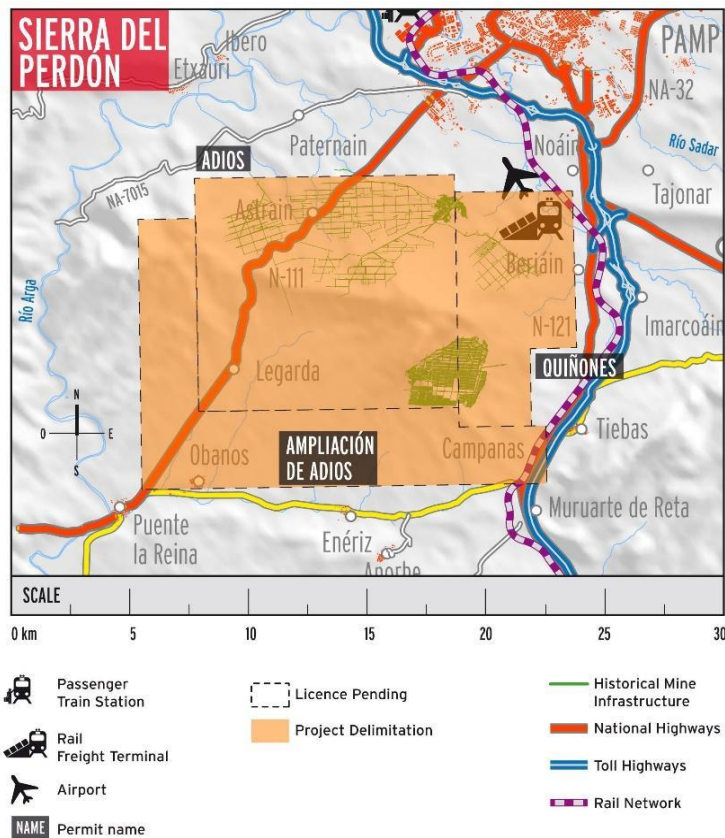 SIERRA DEL
PERDÓN
Ibero
Etxauri
PAMP
NA-32
Paternain
Noáin
Río Sadar
ADIOS
Tajonar
NA-7015
Astrain
Río Arga
N-111
Beriáin
Imarcoain
N-121
Legarda
QUIÑONES
N
O
E
S
Tiebas
Obanos
AMPLIACIÓN
DE ADIOS
Campanas
Puente
la Reina
Enériz
Muruarte de Reta
SCALE
0 km 5 10 15 20 25 30
Passenger
Train Station
Rail
Freight Terminal
Airport
NAME Permit name
Licence Pending
Project Delimitation
Historical Mine
Infrastructure
National Highways
Toll Highways
Rail Network